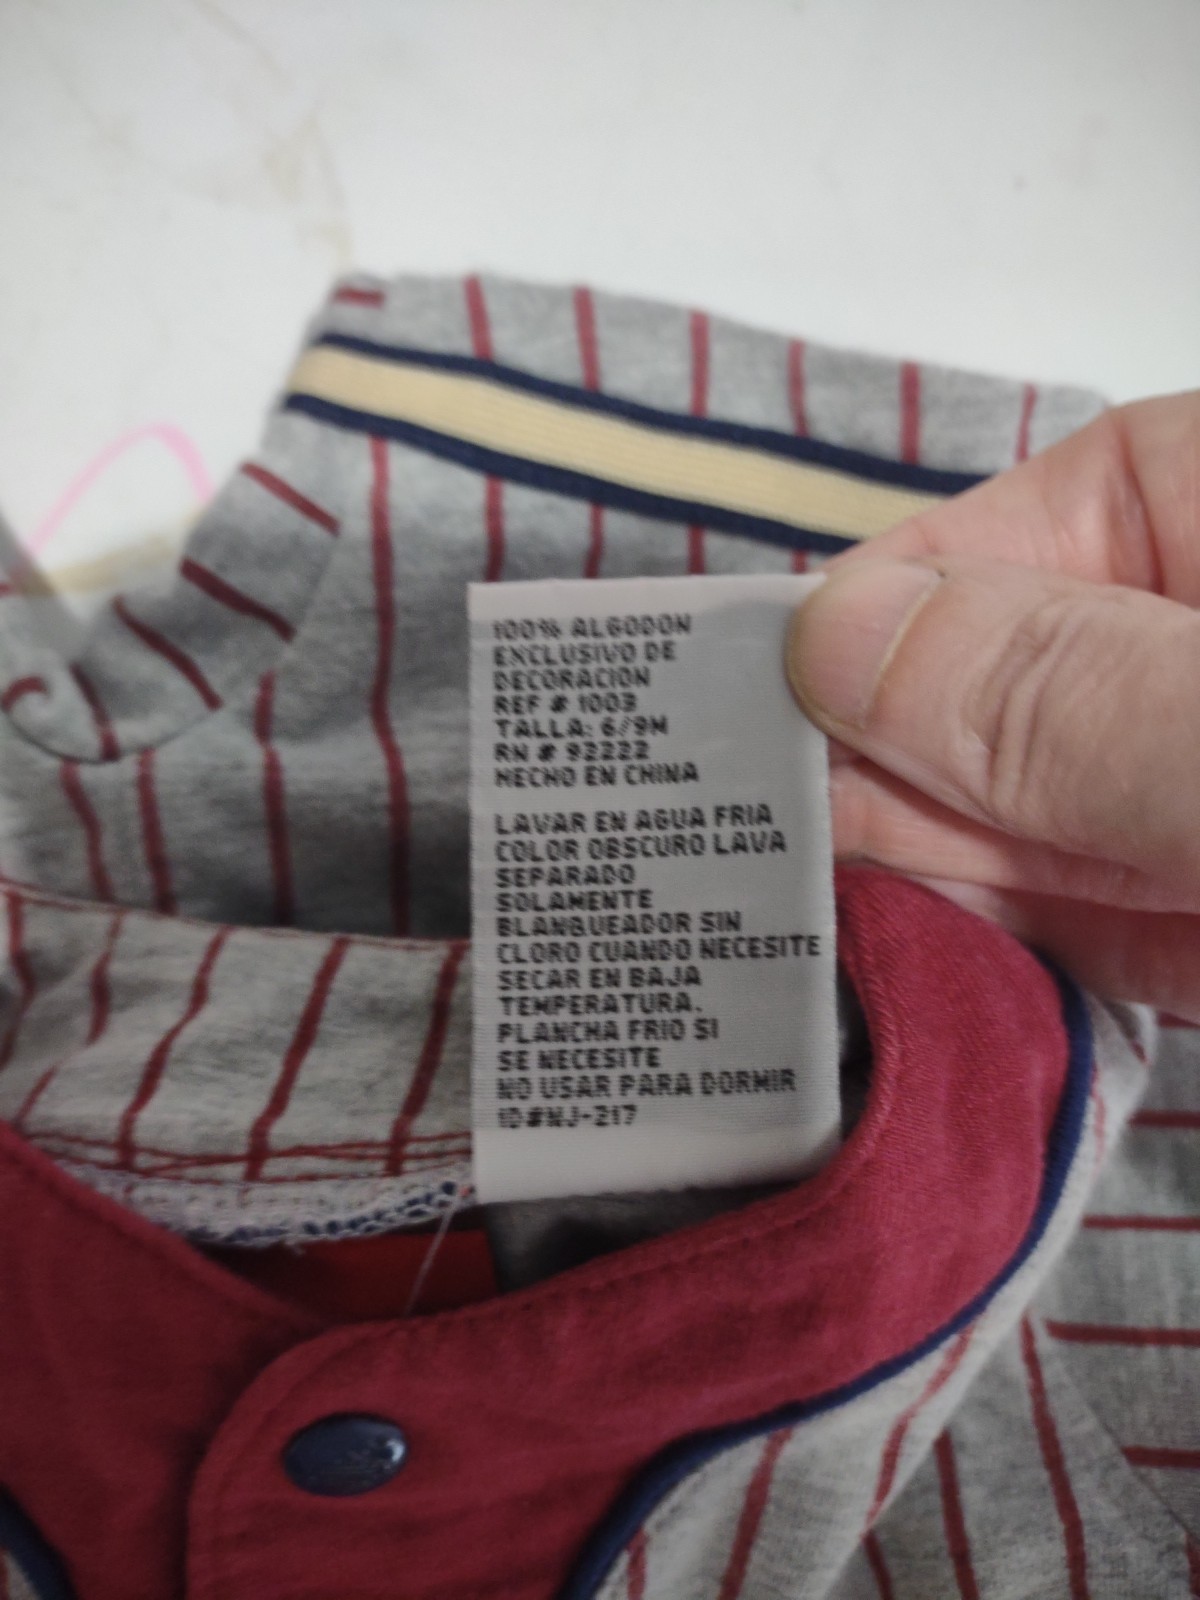 100% ALGODON
EXCLUSIVO DE
DECORACION
REF # 1003
TALLA: 6/9M
RN # 92222
HECHO EN CHINA
LAVAR EN AGUA FRIA
COLOR OBSCURO LAVA
SEPARADO
SOLAMENTE
BLANQUEADOR SIN
CLORO CUANDO NECESITE
SECAR EN BAJA
TEMPERATURA.
PLANCHA FRIO SI
SE NECESITE
NO USAR PARA DORMIR
ID#NJ-217